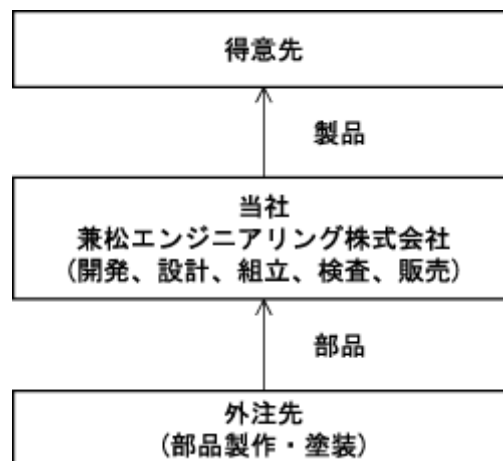 得意先
製品
当社
兼松エンジニアリング株式会社
(開発、設計、組立、検査、販売)
部品
外注先
(部品製作・塗装)